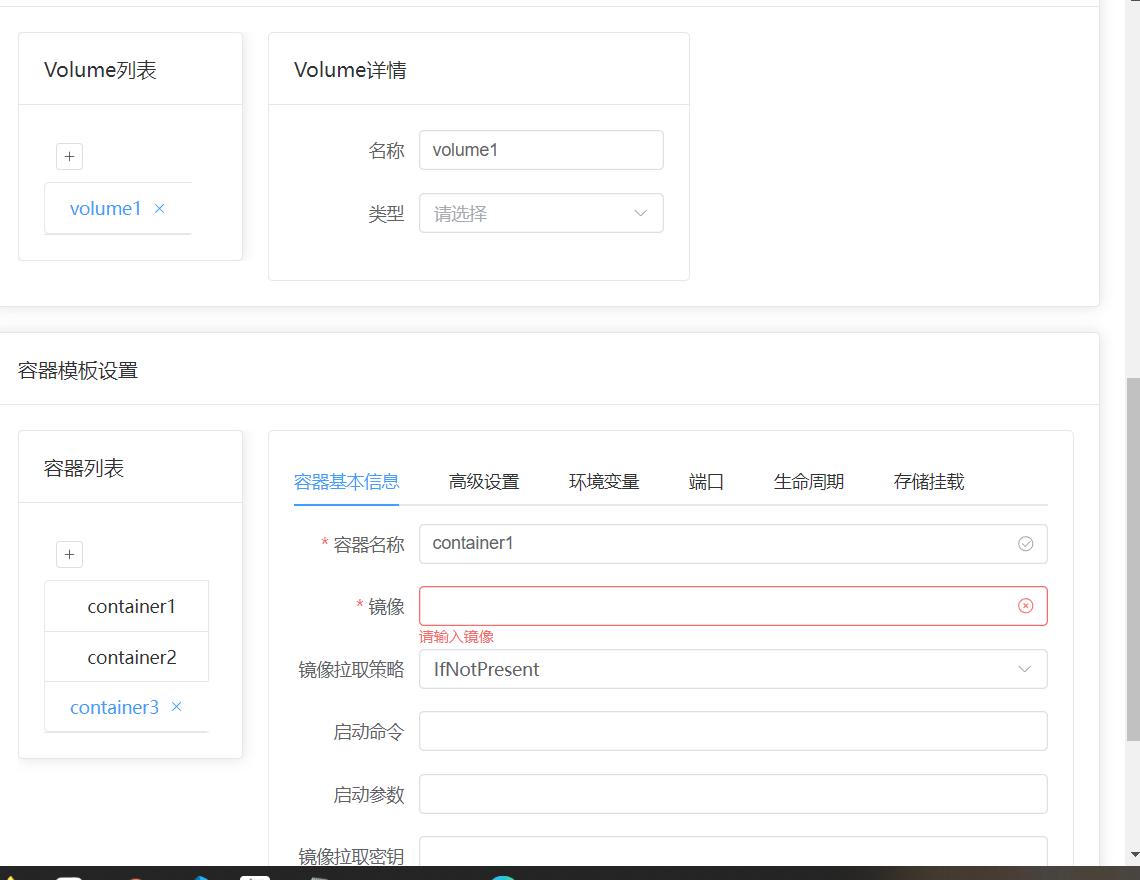 Volume列表
Volume详情
+
名称
volume1
volume1 ×
类型
请选择
容器模板设置
容器列表
容器基本信息 高级设置 环境变量 端口 生命周期 存储挂载
+
* 容器名称
container1
container1
* 镜像
请输入镜像
container2
镜像拉取策略
IfNotPresent
container3 ×
启动命令
启动参数
镜像拉取密钥